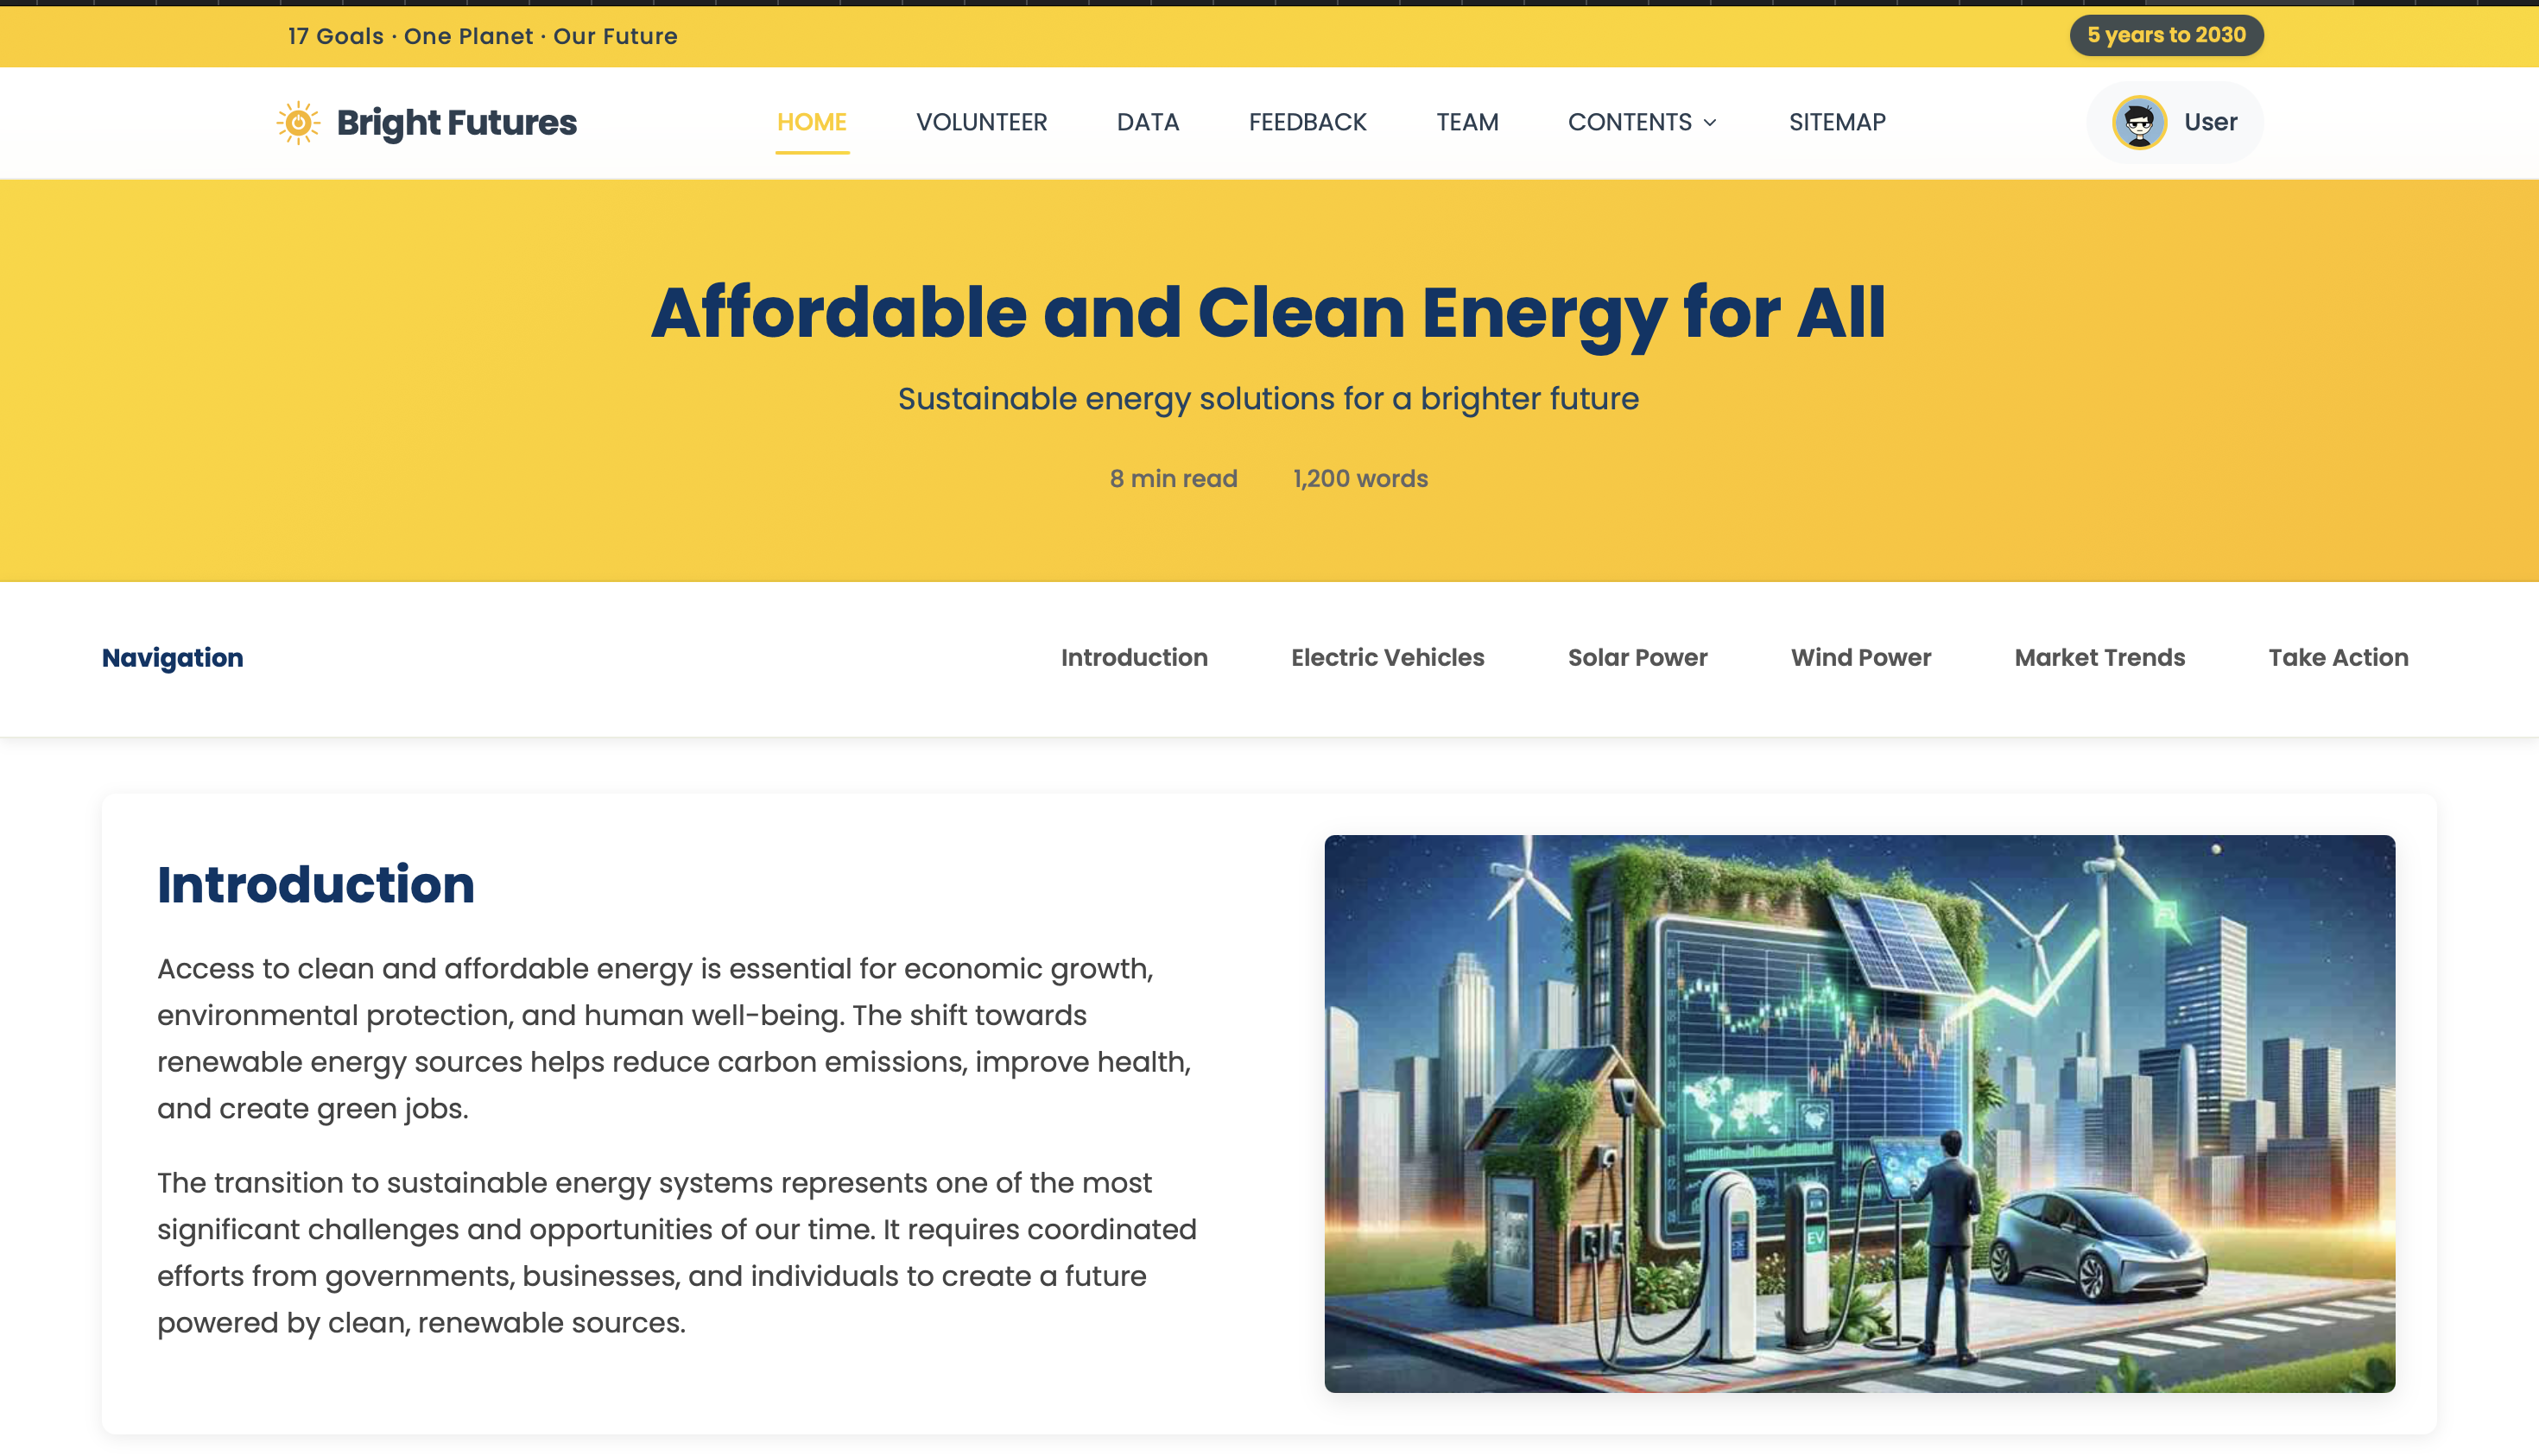 17 Goals · One Planet · Our Future
5 years to 2030
Bright Futures
HOME
VOLUNTEER
DATA
FEEDBACK
TEAM
CONTENTS
SITEMAP
User
Affordable and Clean Energy for All
Sustainable energy solutions for a brighter future
8 min read
1,200 words
Navigation
Introduction
Electric Vehicles
Solar Power
Wind Power
Market Trends
Take Action
Introduction
Access to clean and affordable energy is essential for economic growth,
environmental protection, and human well-being. The shift towards
renewable energy sources helps reduce carbon emissions, improve health,
and create green jobs.
The transition to sustainable energy systems represents one of the most
significant challenges and opportunities of our time. It requires coordinated
efforts from governments, businesses, and individuals to create a future
powered by clean, renewable sources.
EV